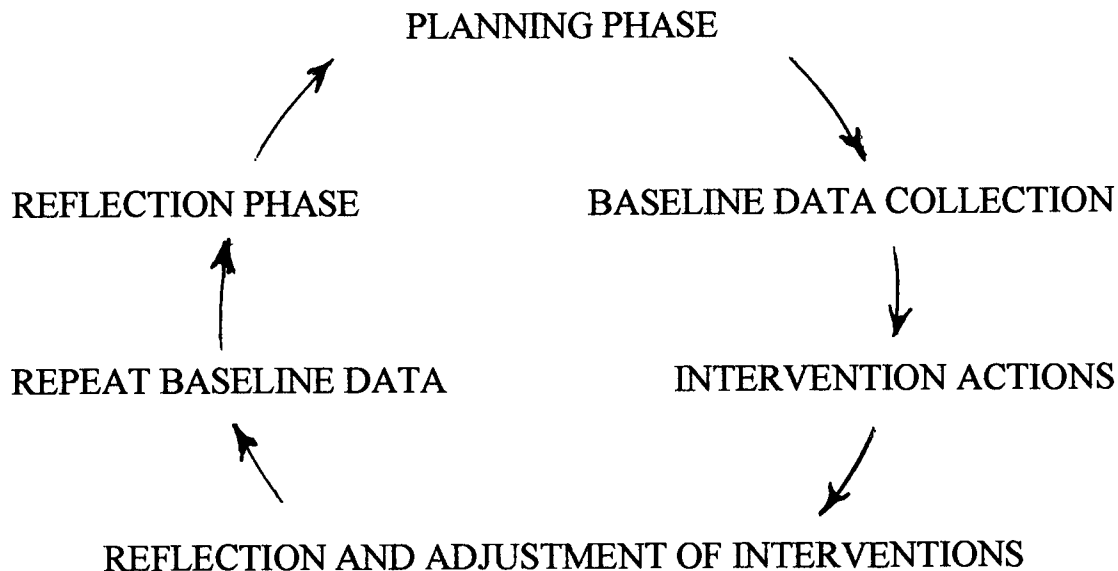 PLANNING PHASE
REFLECTION PHASE
BASELINE DATA COLLECTION
REPEAT BASELINE DATA
INTERVENTION ACTIONS
REFLECTION AND ADJUSTMENT OF INTERVENTIONS